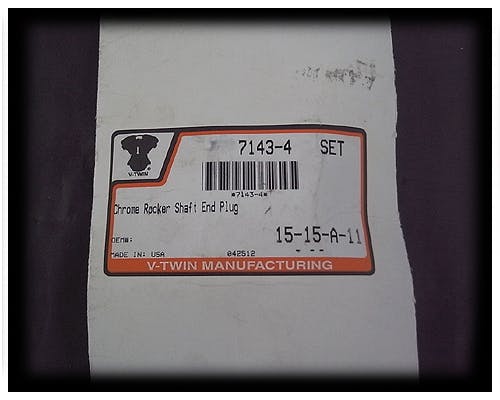 7143-4 SET
V-TWIN
*7143-4*
Chrome Rocker Shaft End Plug
OEM#:
15-15-A-11
MADE IN: USA 042512
V-TWIN MANUFACTURING